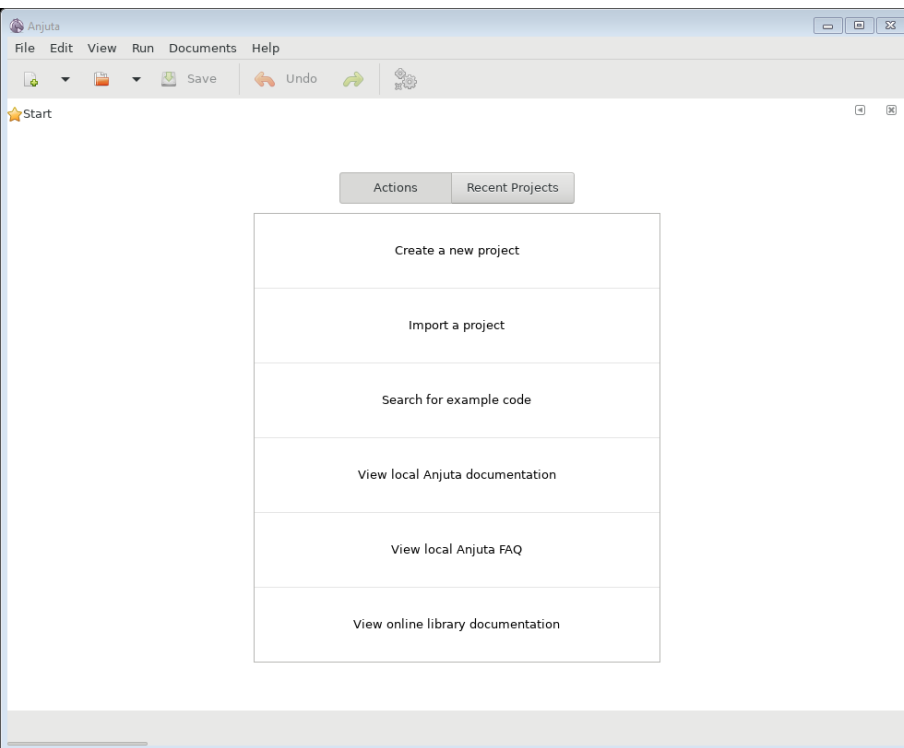 Anjuta
File Edit View Run Documents Help
Save Undo
Start
Actions Recent Projects
Create a new project
Import a project
Search for example code
View local Anjuta documentation
View local Anjuta FAQ
View online library documentation